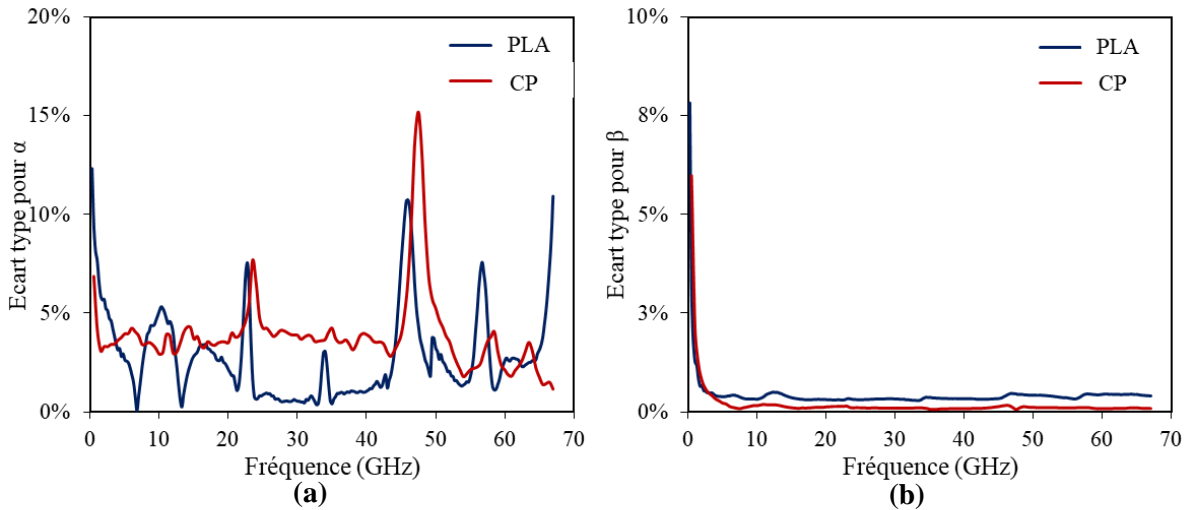 20%
15%
10%
5%
0%
Ecart type pour α
PLA
CP
0 10 20 30 40 50 60 70
Fréquence (GHz)
(a)
10%
8%
5%
3%
0%
Ecart type pour β
PLA
CP
0 10 20 30 40 50 60 70
Fréquence (GHz)
(b)